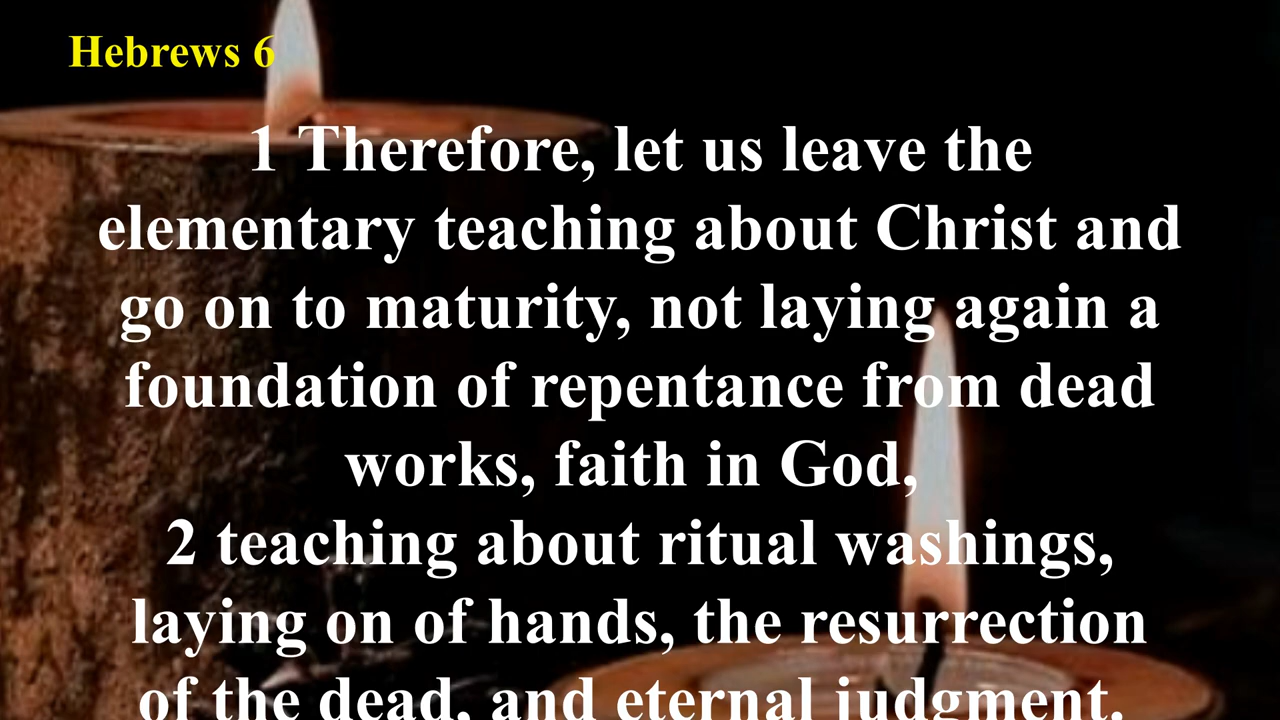 Hebrews 6
1 Therefore, let us leave the
elementary teaching about Christ and
go on to maturity, not laying again a
foundation of repentance from dead
works, faith in God,
2 teaching about ritual washings,
laying on of hands, the resurrection
of the dead, and eternal judgment.